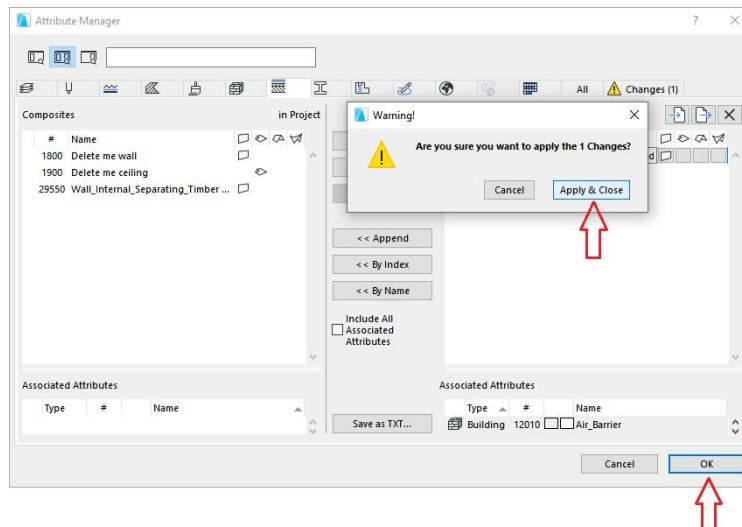 Attribute Manager
All
Changes (1)
Composites
in Project
# Name
1800 Delete me wall
1900 Delete me ceiling
29550 Wall_Internal_Separating_Timber ...
Warning!
Are you sure you want to apply the 1 Changes?
Cancel
Apply & Close
d
<< Append
<< By Index
<< By Name
Include All
Associated
Attributes
Associated Attributes
Type # Name
Save as TXT...
Associated Attributes
Type # Name
Building 12010 Air_Barrier
Cancel
OK